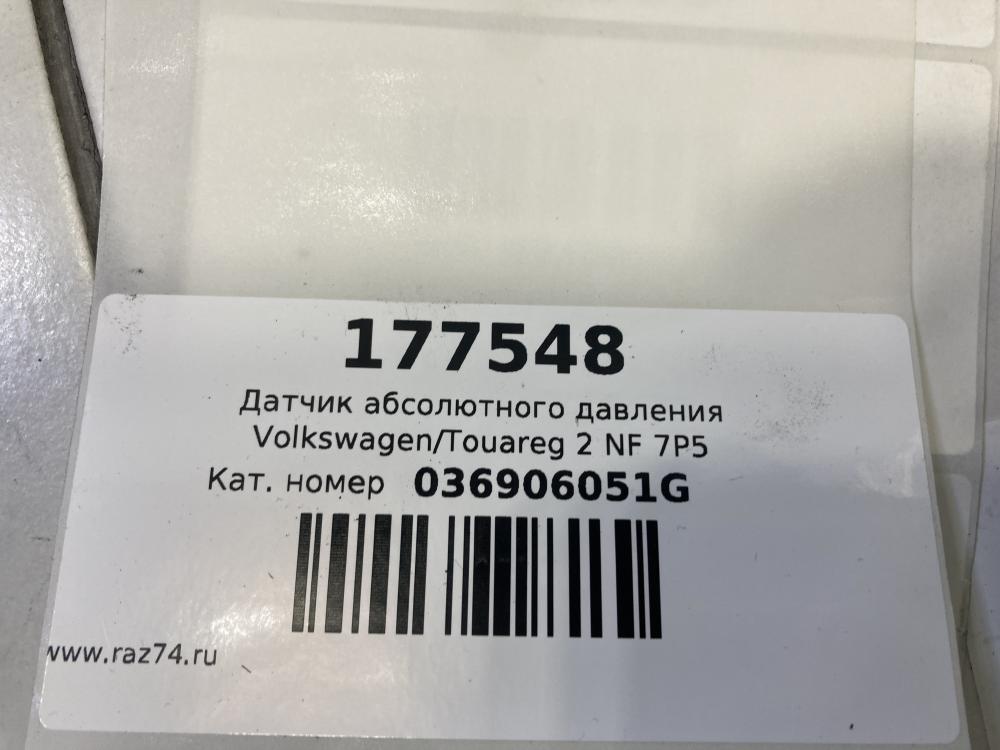 177548
Датчик абсолютного давления
Volkswagen/Touareg 2 NF 7P5
Кат. номер 036906051G
www.raz74.ru